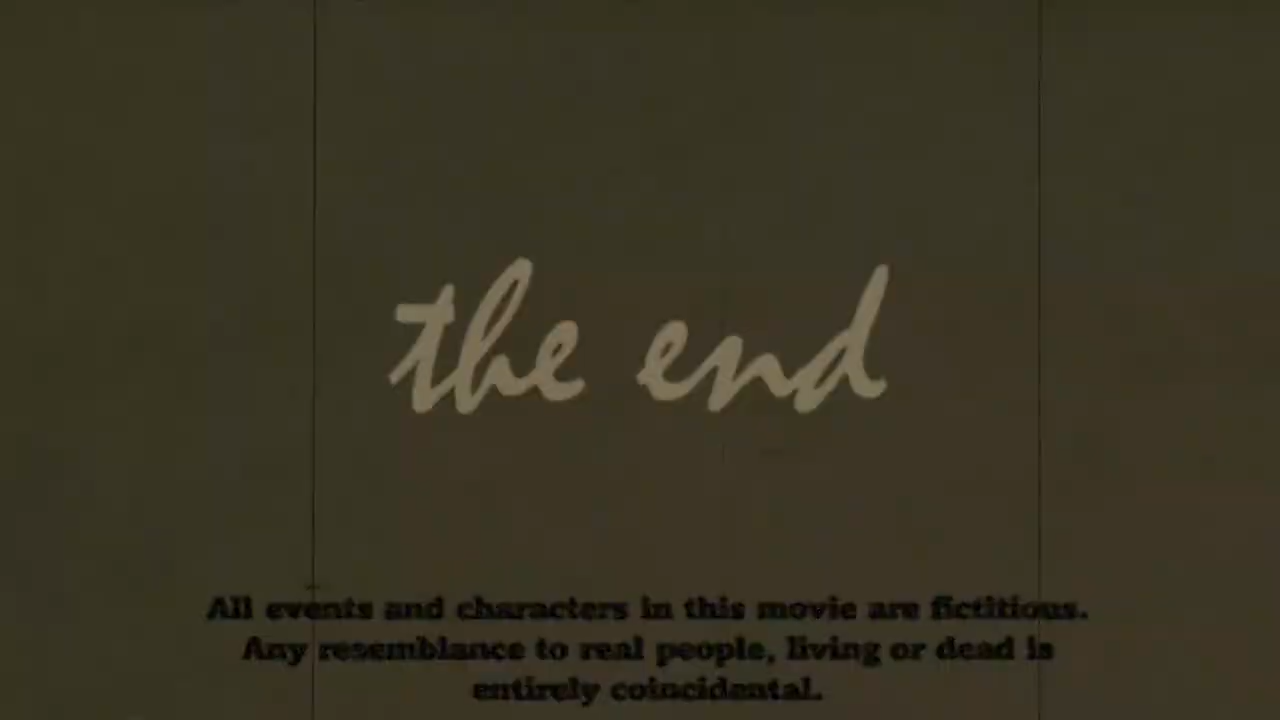 the end
All events and characters in this movie are fictitious.
Any resemblance to real people, living or dead is
entirely coincidental.